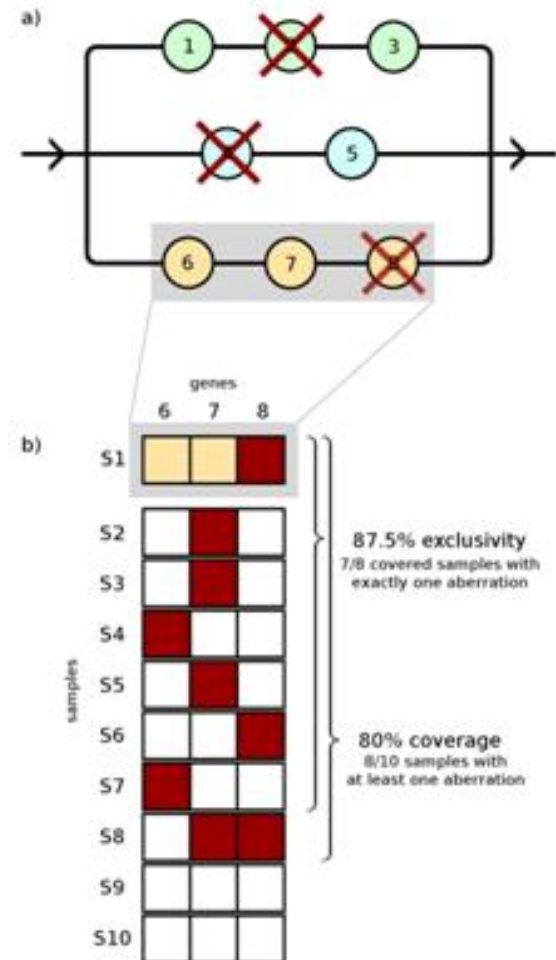 a)
1
3
5
6
7
genes
6 7 8
b)
S1
S2
S3
87.5% exclusivity
7/8 covered samples with
exactly one aberration
S4
samples
S5
S6
80% coverage
8/10 samples with
at least one aberration
S7
S8
S9
S10